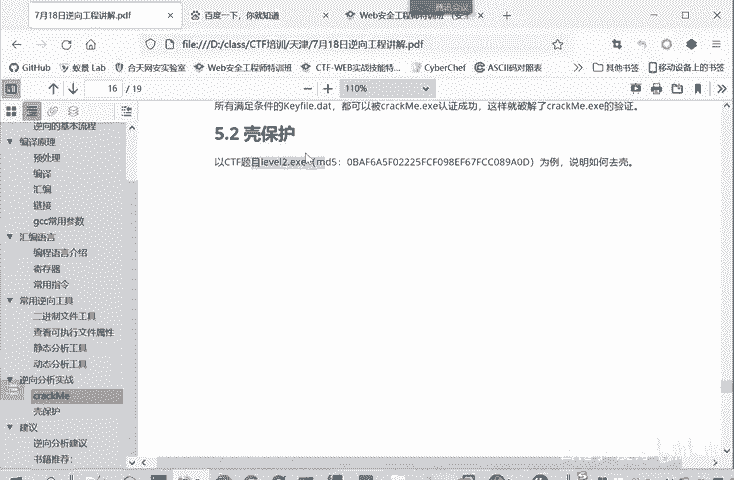 腾讯会议
7月18日逆向工程讲解.pdf
百度一下，你就知道
Web安全工程师特训班
file:///D:/class/CTF培训/天津/7月18日逆向工程讲解.pdf
GitHub
蚁景 Lab
合天网安实验室
Web安全工程师特训班
CTF-WEB实战技能特...
CyberChef
ASCII码对照表
其他书签
移动设备上的书签
16 / 19
110%
逆向的基本流程
编译原理
预处理
编译
汇编
链接
gcc常用参数
汇编语言
编程语言介绍
寄存器
常用指令
常用逆向工具
二进制文件工具
查看可执行文件属性
静态分析工具
动态分析工具
逆向分析实战
crackMe
壳保护
建议
逆向分析建议
书籍推荐：
所有满足条件的Keyfile.dat，都可以被crackMe.exe认证成功，这样就破解了crackMe.exe的验证。
5.2 壳保护
以CTF题目level2.exe（md5：0BAF6A5F02225FCF098EF67FCC089A0D）为例，说明如何去壳。